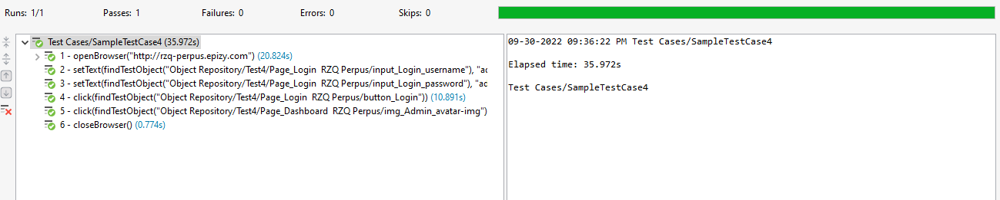 Runs: 1/1 Passes: 1 Failures: 0 Errors: 0 Skips: 0
Test Cases/SampleTestCase4 (35.972s)
1 - openBrowser("http://rzq-perpus.epizy.com") (20.824s)
2 - setText(findTestObject("Object Repository/Test4/Page_Login  RZQ Perpus/input_Login_username"), "ad
3 - setText(findTestObject("Object Repository/Test4/Page_Login  RZQ Perpus/input_Login_password"), "ad
4 - click(findTestObject("Object Repository/Test4/Page_Login  RZQ Perpus/button_Login")) (10.891s)
5 - click(findTestObject("Object Repository/Test4/Page_Dashboard  RZQ Perpus/img_Admin_avatar-img")
6 - closeBrowser() (0.774s)
09-30-2022 09:36:22 PM Test Cases/SampleTestCase4
Elapsed time: 35.972s
Test Cases/SampleTestCase4